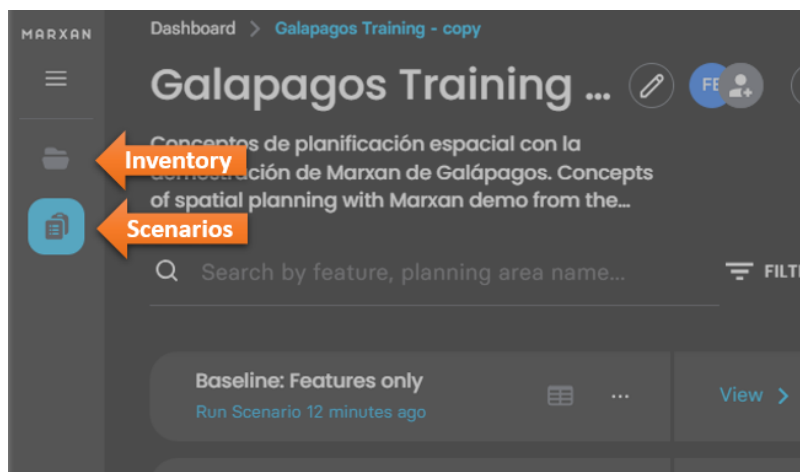 MARXAN
Dashboard > Galapagos Training - copy
Galapagos Training ...
FE
Conceptos de planificación espacial con la
demostración de Marxan de Galápagos. Concepts
of spatial planning with Marxan demo from the...
Inventory
Scenarios
Search by feature, planning area name...
FILT
Baseline: Features only
Run Scenario 12 minutes ago
...
View >